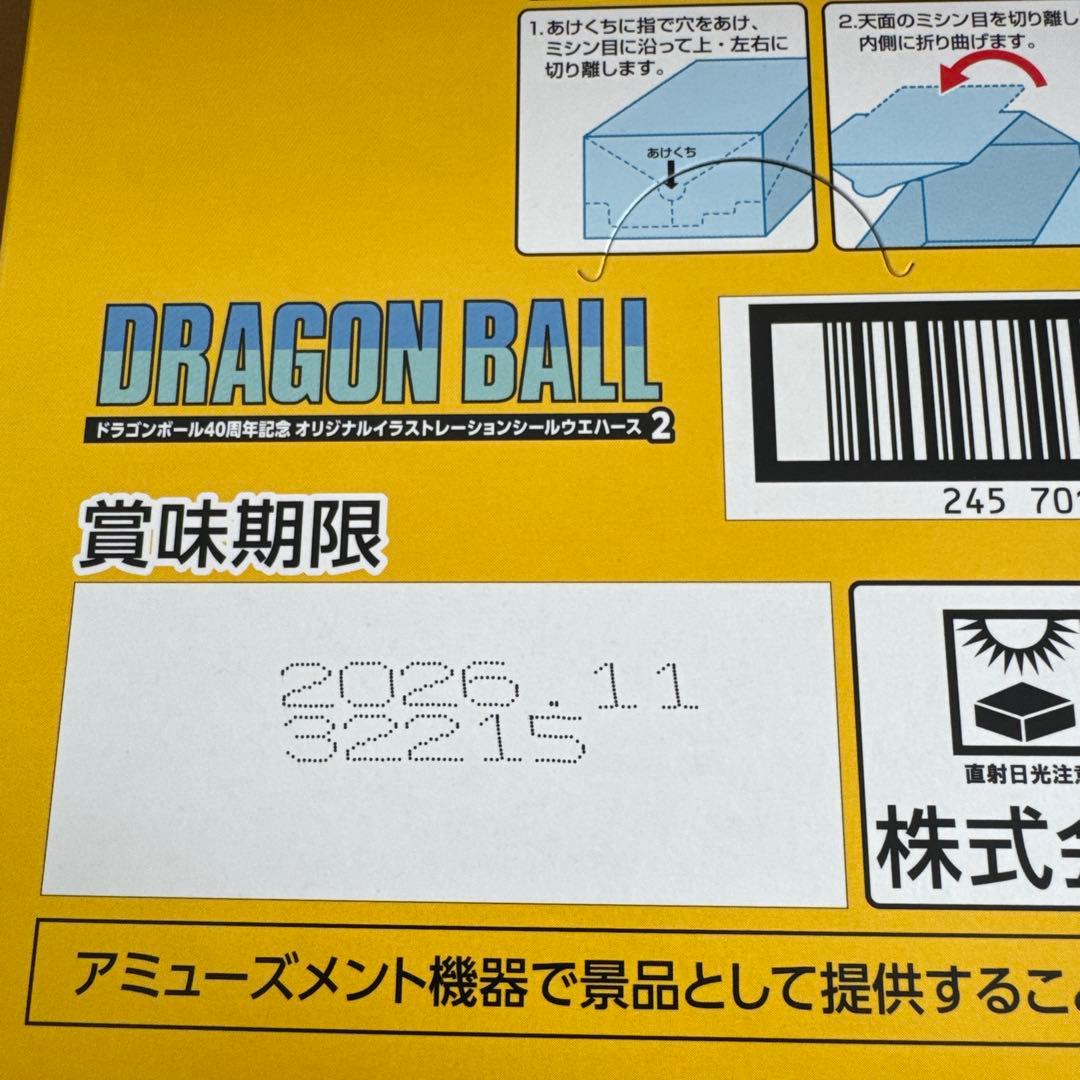 1.あけくちに指で穴をあけ、
ミシン目に沿って上・左右に
切り離します。
あけくち
2.天面のミシン目を切り離し
内側に折り曲げます。
DRAGON BALL
ドラゴンボール40周年記念 オリジナルイラストレーションシールウエハース 2
245 701
賞味期限
2026.11
32215
直射日光注意
株式会
アミューズメント機器で景品として提供するこ